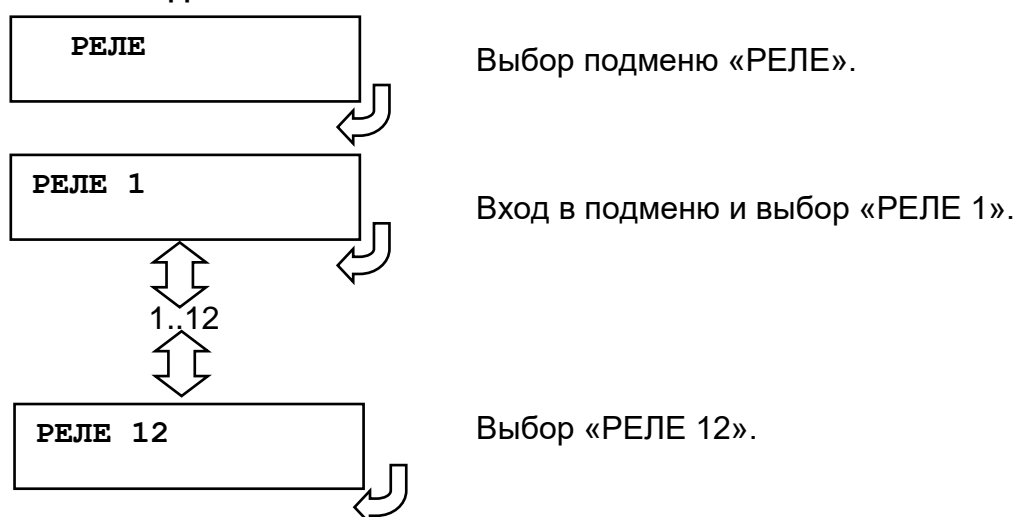 РЕЛЕ
Выбор подменю «РЕЛЕ».
РЕЛЕ 1
Вход в подменю и выбор «РЕЛЕ 1».
1..12
РЕЛЕ 12
Выбор «РЕЛЕ 12».